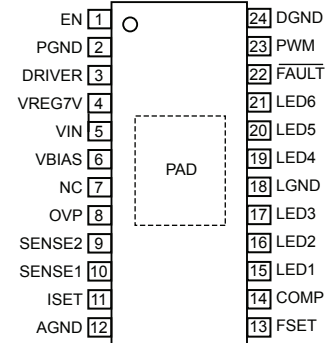 EN 1
PGND 2
DRIVER 3
VREG7V 4
VIN 5
VBIAS 6
NC 7
OVP 8
SENSE2 9
SENSE1 10
ISET 11
AGND 12
PAD
24 DGND
23 PWM
22 FAULT
21 LED6
20 LED5
19 LED4
18 LGND
17 LED3
16 LED2
15 LED1
14 COMP
13 FSET